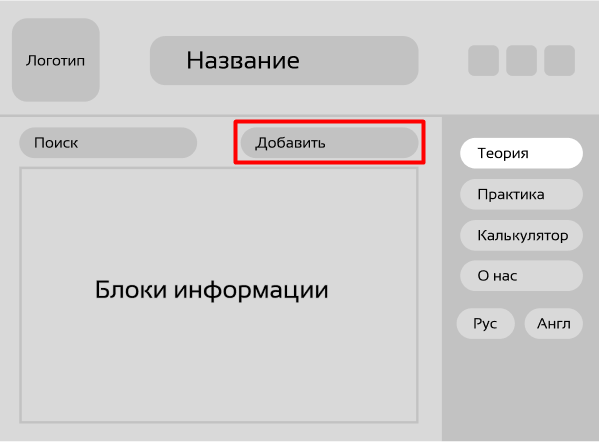 Логотип
Название
Поиск
Добавить
Блоки информации
Теория
Практика
Калькулятор
О нас
Рус
Англ